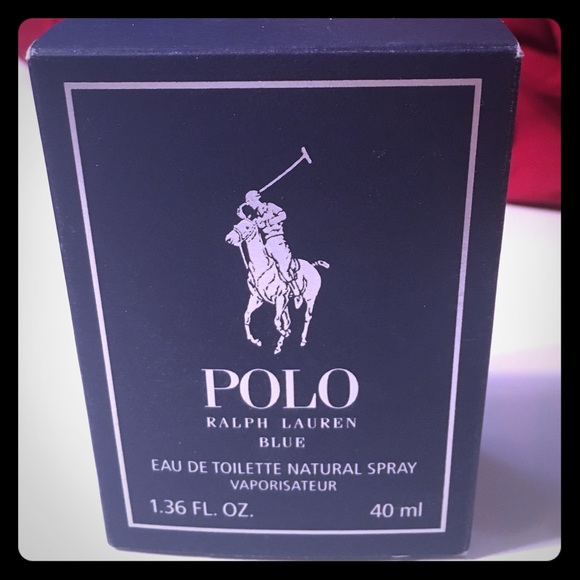 POLO
RALPH LAUREN
BLUE
EAU DE TOILETTE NATURAL SPRAY
VAPORISATEUR
1.36 FL. OZ. 40 ml